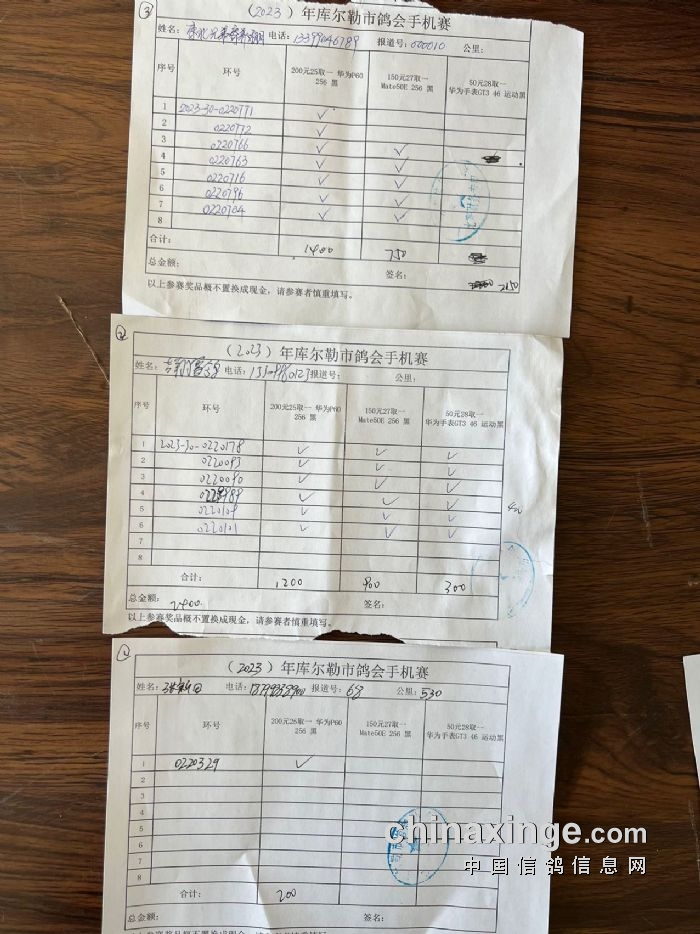 ③
（2023）年库尔勒市鸽会手机赛
姓名： 电话：13399046789 报道号：020010 公里：
序号 环号 200元25取一 华为P60 256 黑 150元27取一 Mate50E 256 黑 50元28取一 华为手表GT3 46 运动黑
1 2023-30-0220771 ✓
2 0220772 ✓
3 0220766 ✓ ✓
4 0220763 ✓ ✓
5 0220716 ✓ ✓
6 0220796 ✓ ✓
7 0220704 ✓ ✓
8
合计： 1400 750
总金额： 签名： 2150
以上参赛奖品概不置换成现金，请参赛者慎重填写。
②
（2023）年库尔勒市鸽会手机赛
姓名： 电话： 报道号： 公里：
序号 环号 200元25取一 华为P60 256 黑 150元27取一 Mate50E 256 黑 50元28取一 华为手表GT3 46 运动黑
1 2023-30-0220178 ✓ ✓ ✓
2 0220093 ✓ ✓ ✓
3 0220090 ✓ ✓ ✓
4 ✓ ✓ ✓
5 0220109 ✓ ✓ ✓
6 0220101 ✓ ✓ ✓
7
8
合计： 1200 900 300
总金额： 2400 签名：
以上参赛奖品概不置换成现金，请参赛者慎重填写。
①
（2023）年库尔勒市鸽会手机赛
姓名： 电话： 报道号：68 公里：530
序号 环号 200元25取一 华为P60 256 黑 150元27取一 Mate50E 256 黑 50元28取一 华为手表GT3 46 运动黑
1 0220329 ✓
2
3
4
5
6
7
8
合计： 200
总金额： 签名：
chinaxinge.com
中国信鸽信息网